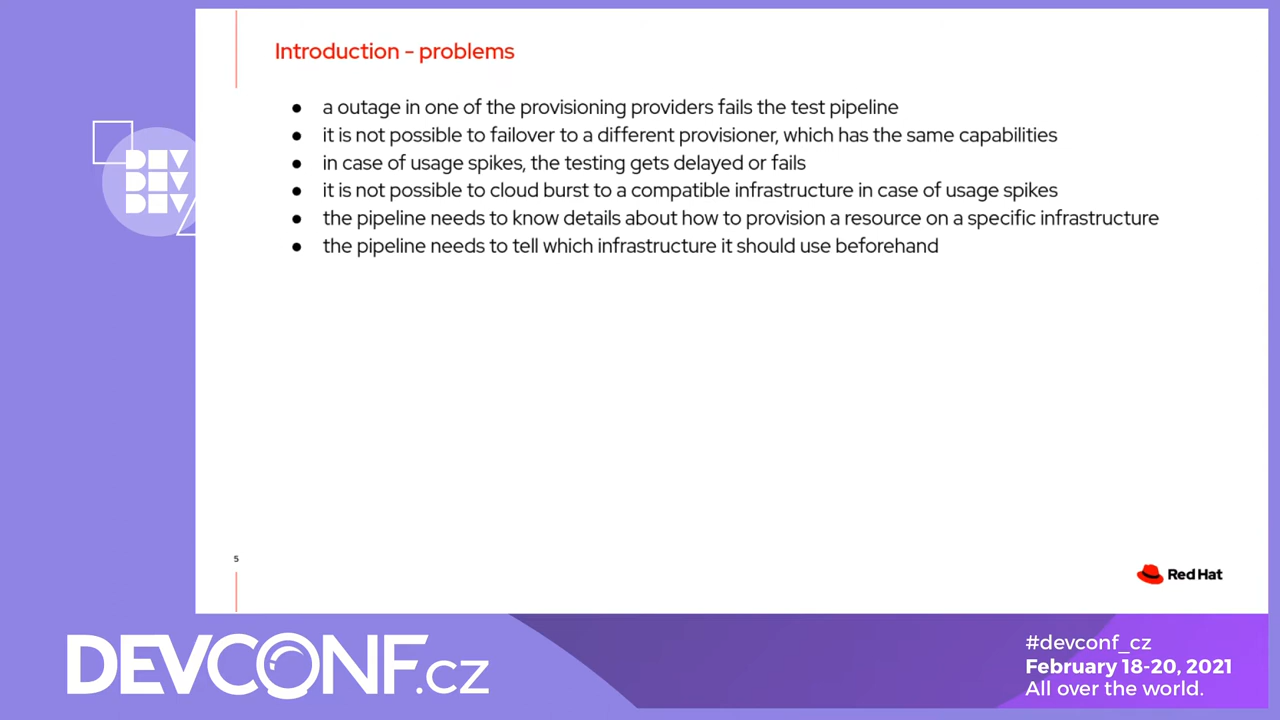 Introduction - problems
● a outage in one of the provisioning providers fails the test pipeline
● it is not possible to failover to a different provisioner, which has the same capabilities
● in case of usage spikes, the testing gets delayed or fails
● it is not possible to cloud burst to a compatible infrastructure in case of usage spikes
● the pipeline needs to know details about how to provision a resource on a specific infrastructure
● the pipeline needs to tell which infrastructure it should use beforehand
DEV
DEV
DEV
5
Red Hat
DEVCONF.cz
#devconf_cz
February 18-20, 2021
All over the world.